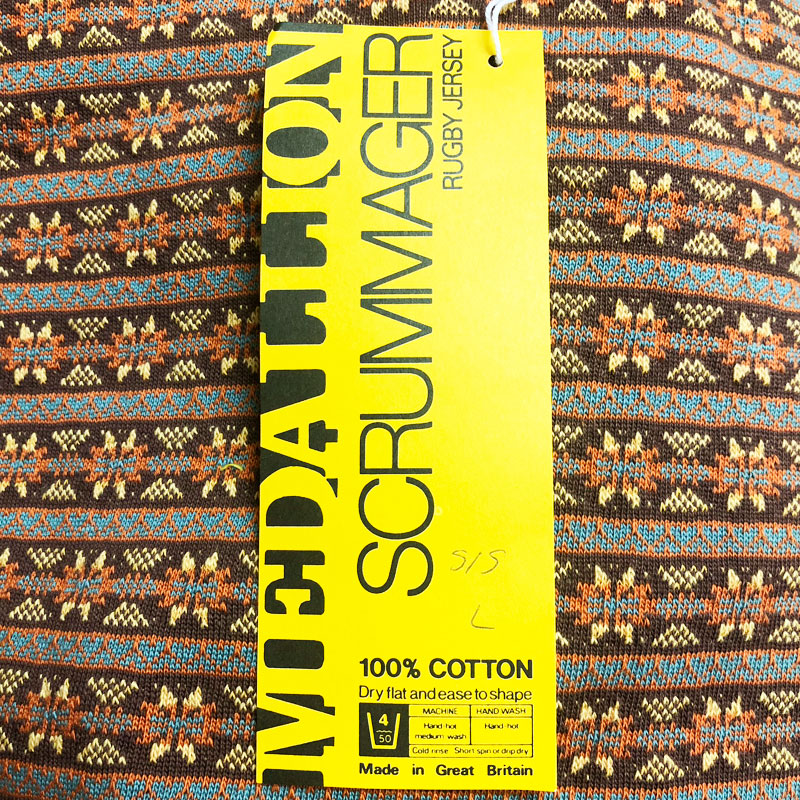 MEDALLION
SCRUMMAGER
RUGBY JERSEY
S/S
L
100% COTTON
Dry flat and ease to shape
4
50
MACHINE
HAND WASH
Hand-hot
medium wash
Hand-hot
Cold rinse Short spin or drip dry
Made in Great Britain